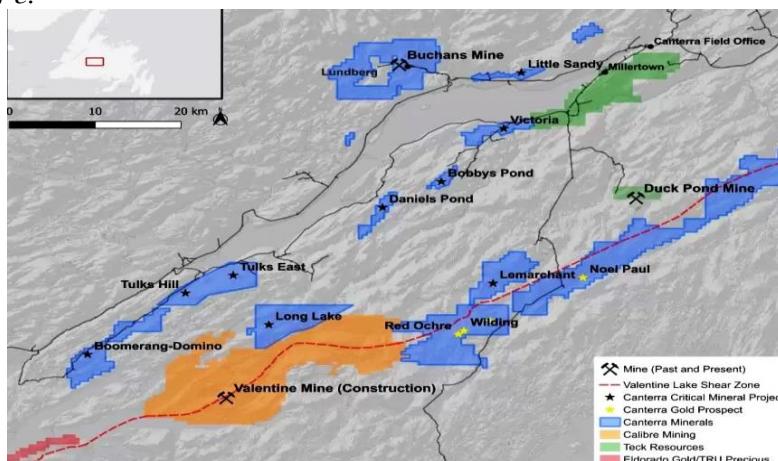 Canterra Field Office
Buchans Mine
Lundberg
Little Sandy
Millertown
0 10 20 km
Victoria
Bobbys Pond
Duck Pond Mine
Daniels Pond
Tulks East
Lemarchant
Noel Paul
Tulks Hill
Long Lake
Red Ochre
Wilding
Boomerang-Domino
Valentine Mine (Construction)
Mine (Past and Present)
Valentine Lake Shear Zone
Canterra Critical Mineral Projec
Canterra Gold Prospect
Canterra Minerals
Calibre Mining
Teck Resources
Eldorado Gold/TRU Precious